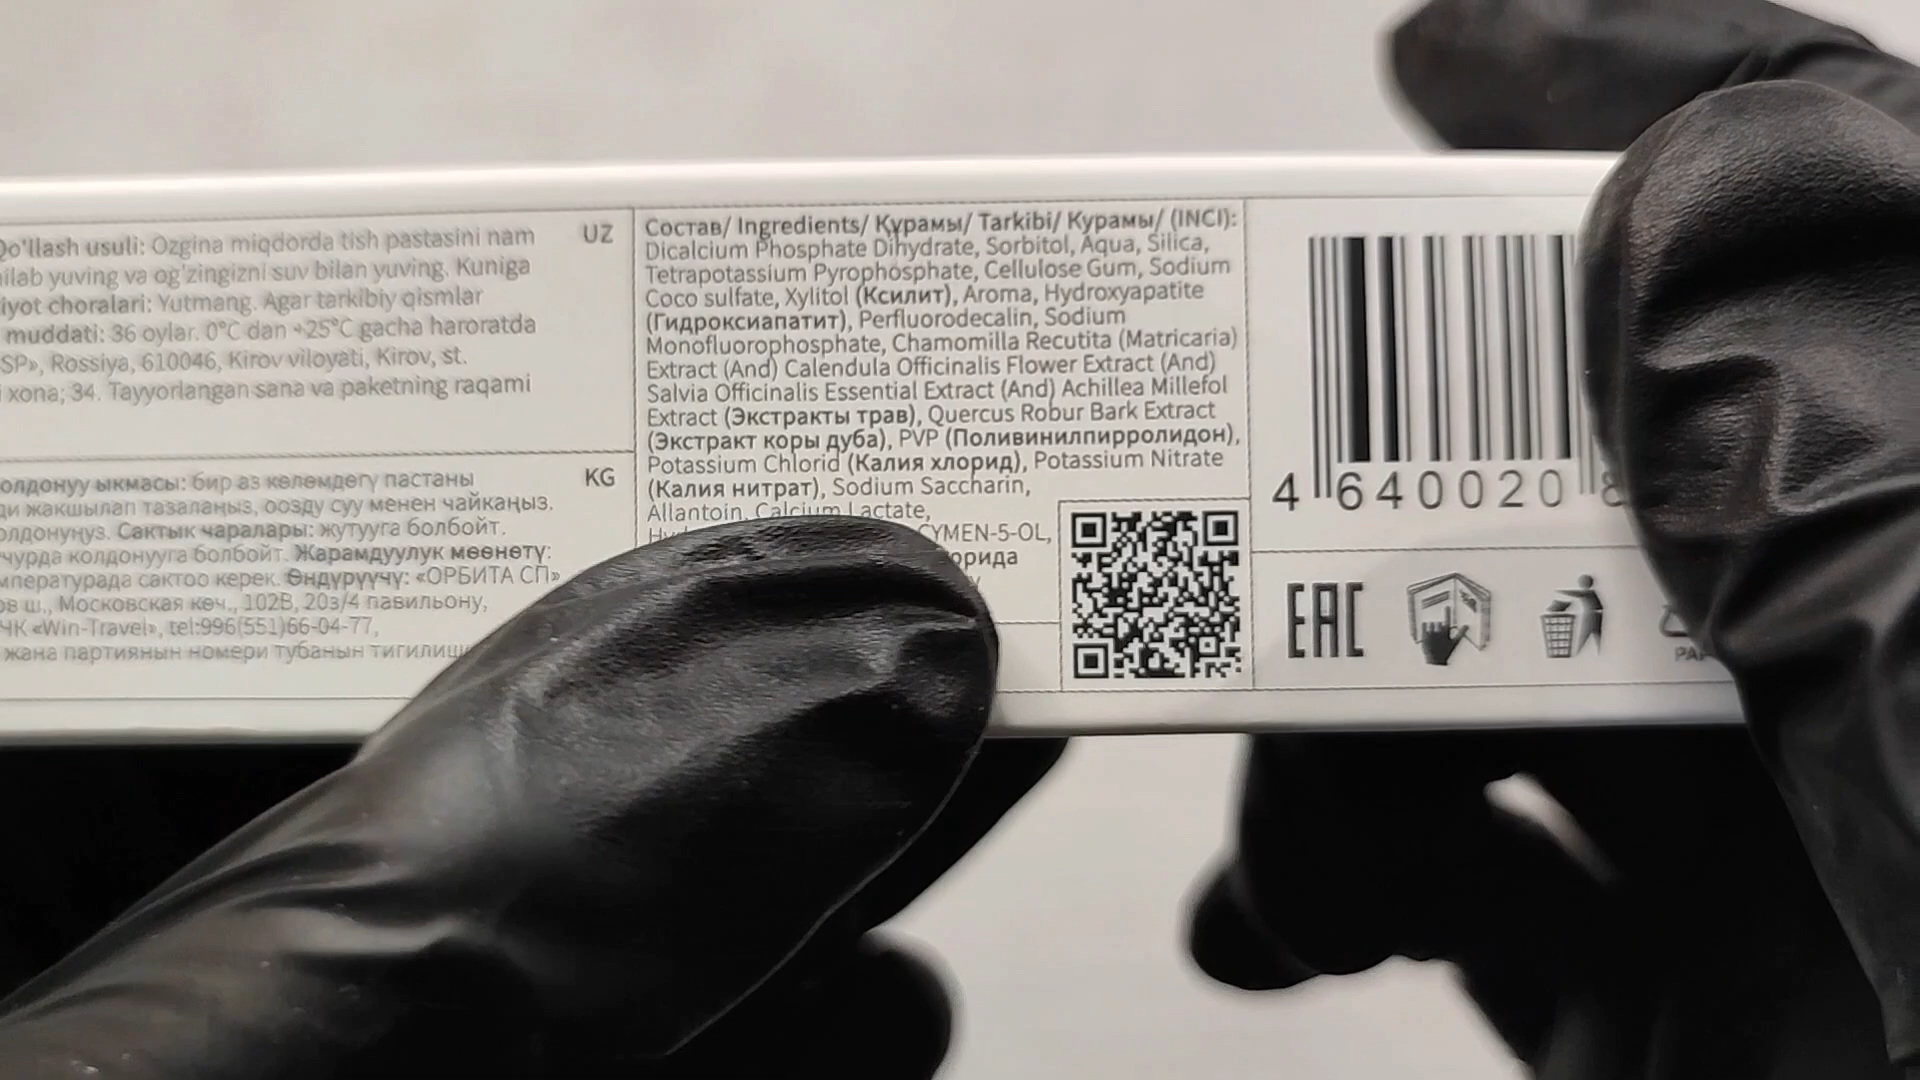 Qo'llash usuli: Ozgina miqdorda tish pastasini nam
ilab yuving va og'zingizni suv bilan yuving. Kuniga
iyot choralari: Yutmang. Agar tarkibiy qismlar
muddati: 36 oylar. 0°C dan +25°C gacha haroratda
SP», Rossiya, 610046, Kirov viloyati, Kirov, st.
xona; 34. Tayyorlangan sana va paketning raqami
UZ
олдонуу ыкмасы: бир аз көлөмдөгү пастаны
ди жакшылап тазалаңыз, оозду суу менен чайкаңыз.
олдонуңуз. Сактык чаралары: жутууга болбойт.
чурда колдонууга болбойт. Жарамдуулук мөөнөтү:
мпературада сактоо керек. Өндүрүүчү: «ОРБИТА СП»
ов ш., Московская көч., 102В, 20з/4 павильону,
ЧК «Win-Travel», tel:996(551)66-04-77,
жана партиянын номери тубанын
KG
Состав/ Ingredients/ Құрамы/ Tarkibi/ Курамы/ (INCI):
Dicalcium Phosphate Dihydrate, Sorbitol, Aqua, Silica,
Tetrapotassium Pyrophosphate, Cellulose Gum, Sodium
Coco sulfate, Xylitol (Ксилит), Aroma, Hydroxyapatite
(Гидроксиапатит), Perfluorodecalin, Sodium
Monofluorophosphate, Chamomilla Recutita (Matricaria)
Extract (And) Calendula Officinalis Flower Extract (And)
Salvia Officinalis Essential Extract (And) Achillea Millefol
Extract (Экстракты трав), Quercus Robur Bark Extract
(Экстракт коры дуба), PVP (Поливинилпирролидон),
Potassium Chlorid (Калия хлорид), Potassium Nitrate
(Калия нитрат), Sodium Saccharin,
Allantoin, Calcium Lactate,
YMEN-5-OL,
орида
4 640020
EAC